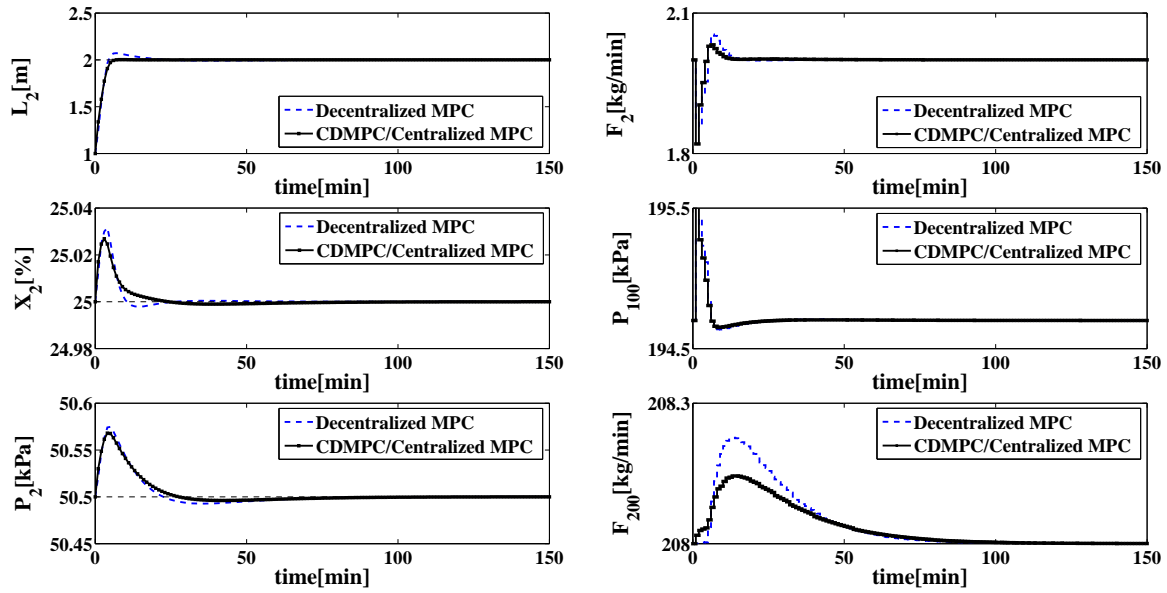 L2[m]
2.5
2
1.5
1
0
50
100
150
time[min]
Decentralized MPC
CDMPC/Centralized MPC
F2[kg/min]
2.1
1.8
0
50
100
150
time[min]
Decentralized MPC
CDMPC/Centralized MPC
X2[%]
25.04
25.02
25
24.98
0
50
100
150
time[min]
Decentralized MPC
CDMPC/Centralized MPC
P100[kPa]
195.5
194.5
0
50
100
150
time[min]
Decentralized MPC
CDMPC/Centralized MPC
P2[kPa]
50.6
50.55
50.5
50.45
0
50
100
150
time[min]
Decentralized MPC
CDMPC/Centralized MPC
F200[kg/min]
208.3
208
0
50
100
150
time[min]
Decentralized MPC
CDMPC/Centralized MPC